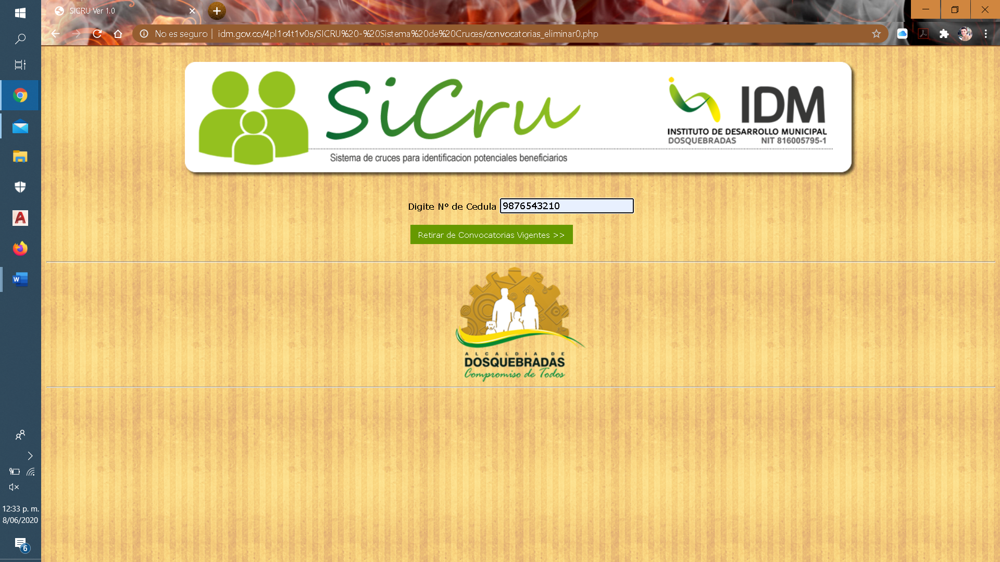 SICRU Ver 1.0
No es seguro | idm.gov.co/4pl1c4t1v0s/SICRU%20-%20Sistema%20de%20Cruces/convocatorias_eliminar0.php
SiCru
Sistema de cruces para identificacion potenciales beneficiarios
IDM
INSTITUTO DE DESARROLLO MUNICIPAL
DOSQUEBRADAS NIT 816005795-1
Digite Nº de Cedula 9876543210
Retirar de Convocatorias Vigentes >>
ALCALDIA DE
DOSQUEBRADAS
Compromiso de Todos
12:33 p. m.
8/06/2020
6